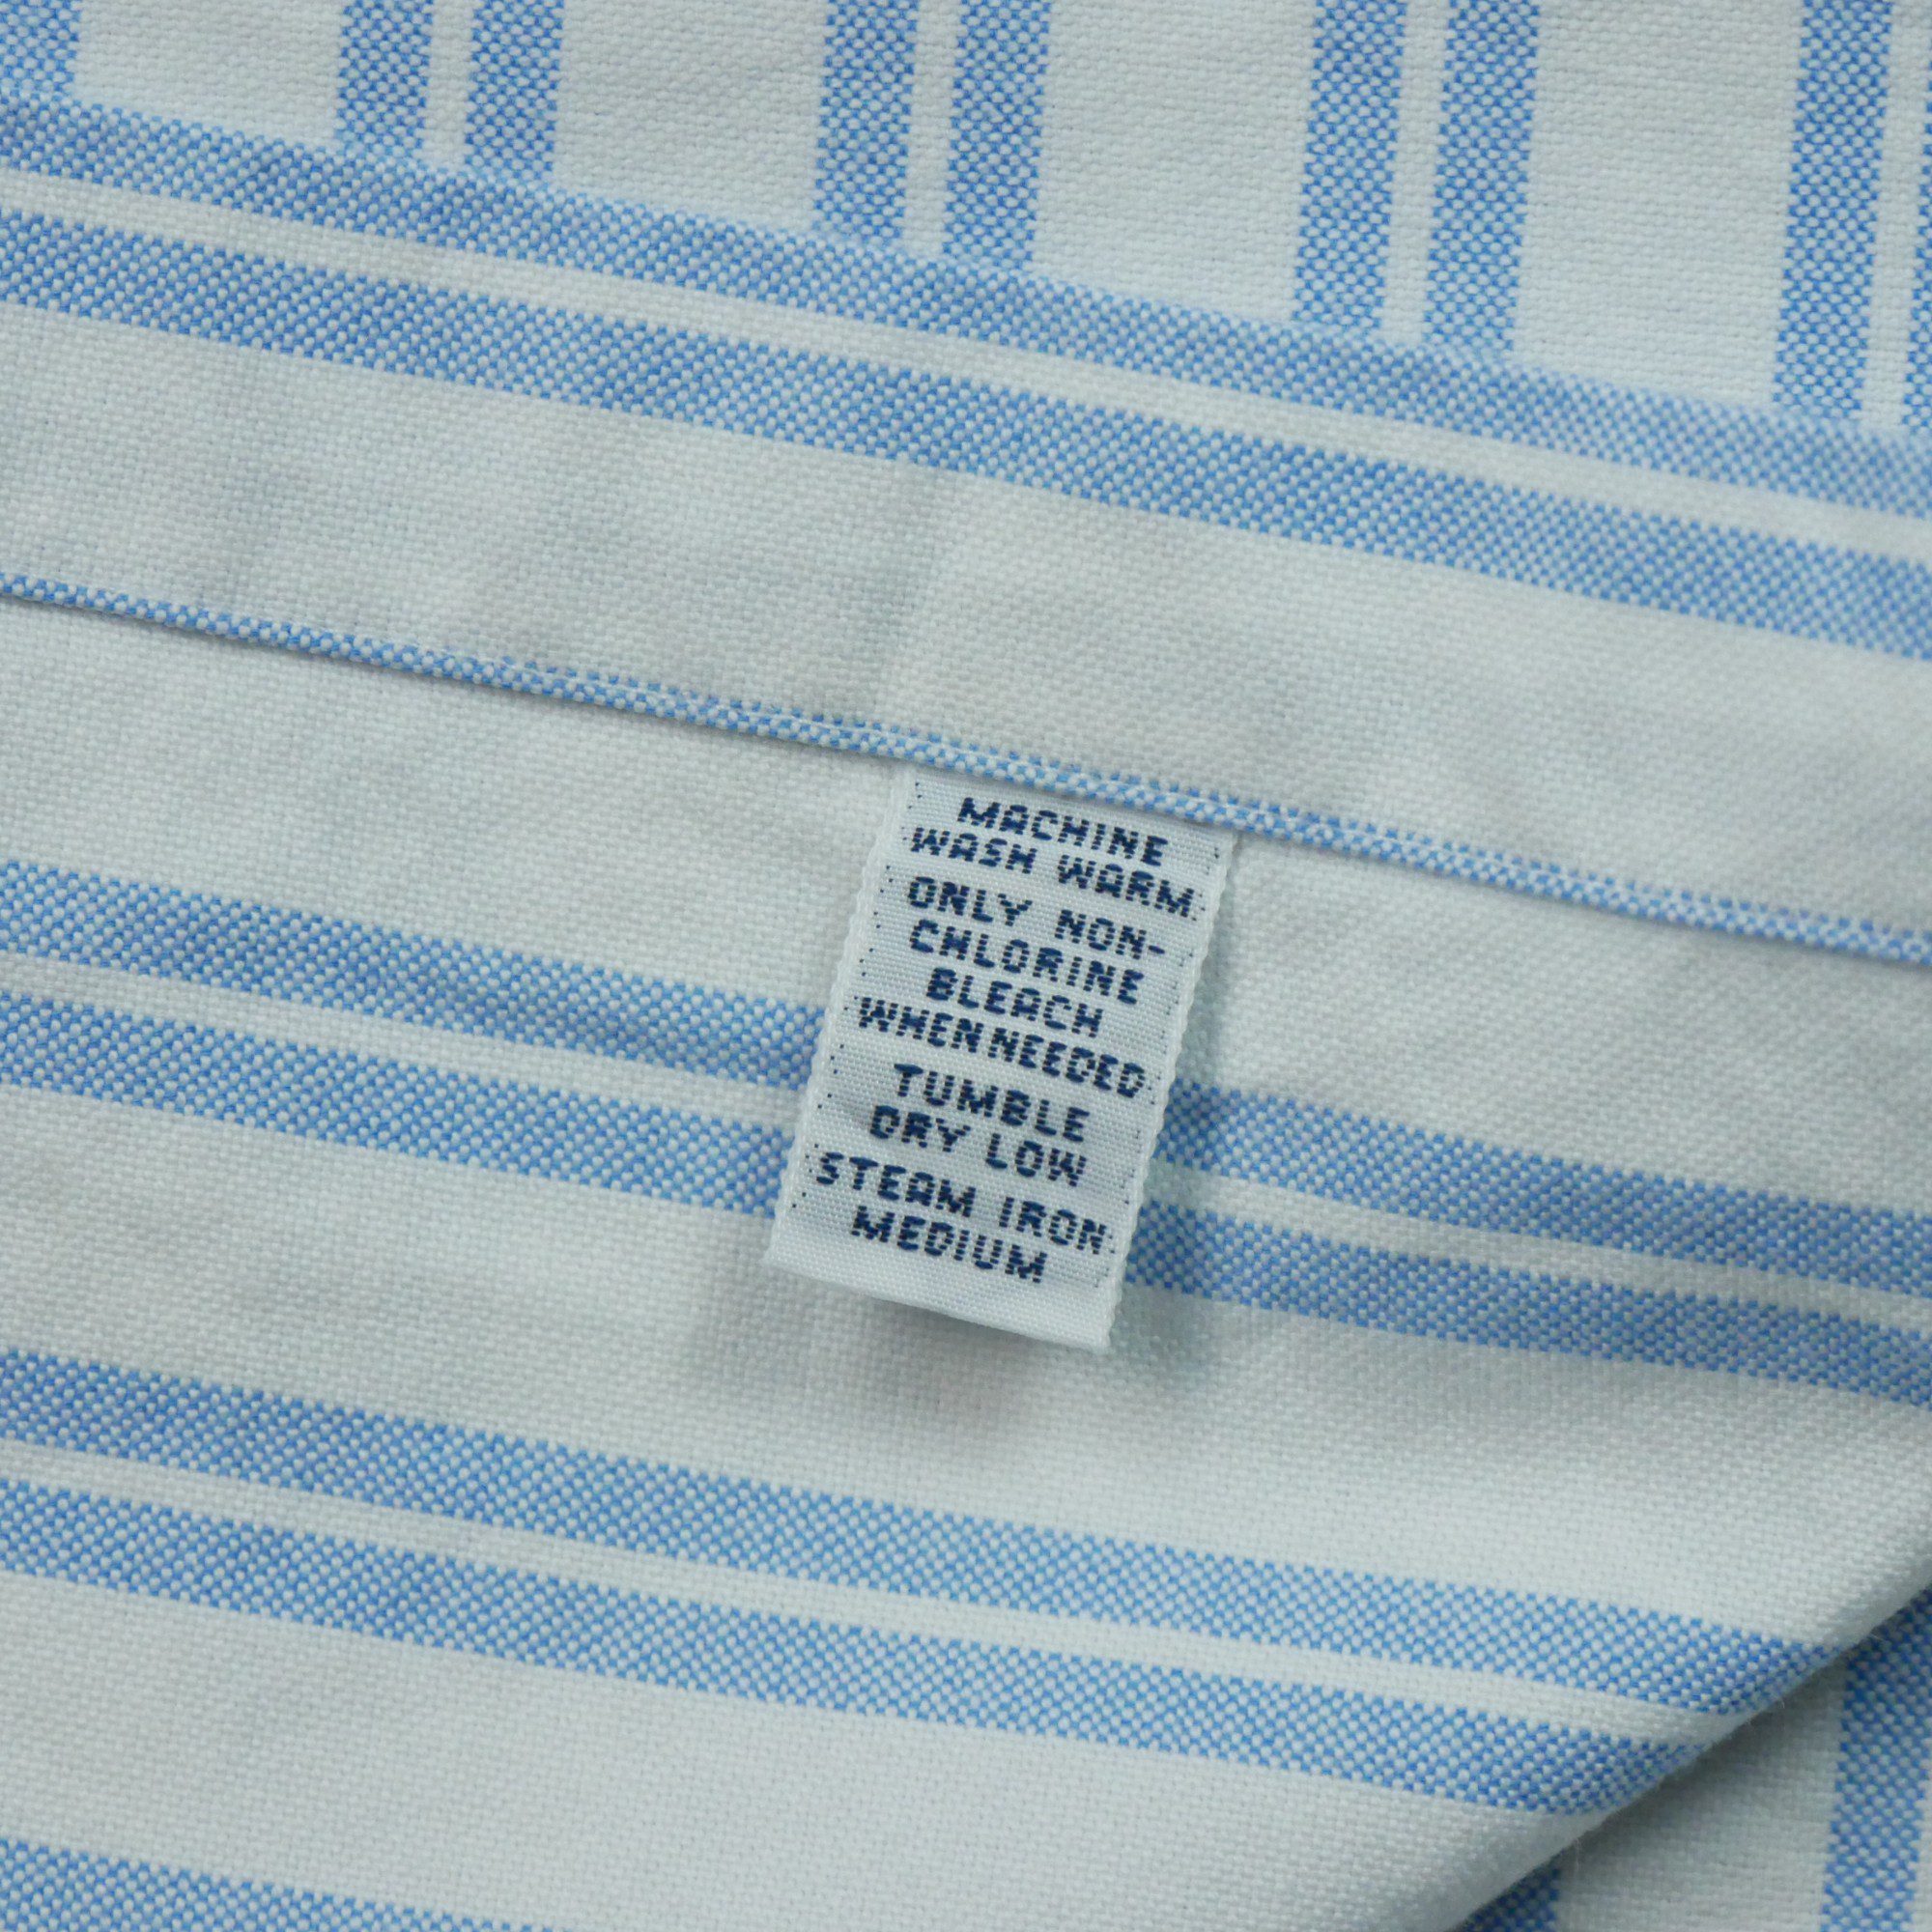 MACHINE
WASH WARM
ONLY NON-
CHLORINE
BLEACH
WHEN NEEDED
TUMBLE
DRY LOW
STEAM IRON
MEDIUM